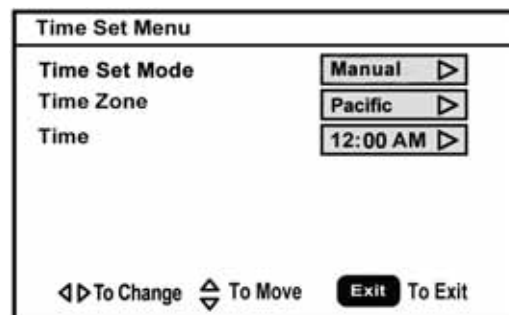 Time Set Menu
Time Set Mode Manual
Time Zone Pacific
Time 12:00 AM
To Change To Move Exit To Exit